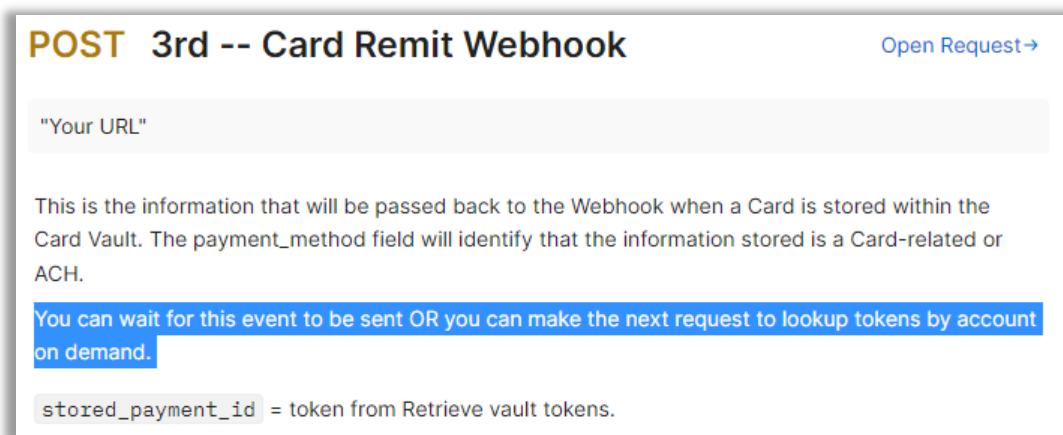 POST 3rd -- Card Remit Webhook Open Request→
"Your URL"
This is the information that will be passed back to the Webhook when a Card is stored within the
Card Vault. The payment_method field will identify that the information stored is a Card-related or
ACH.
You can wait for this event to be sent OR you can make the next request to lookup tokens by account
on demand.
stored_payment_id = token from Retrieve vault tokens.